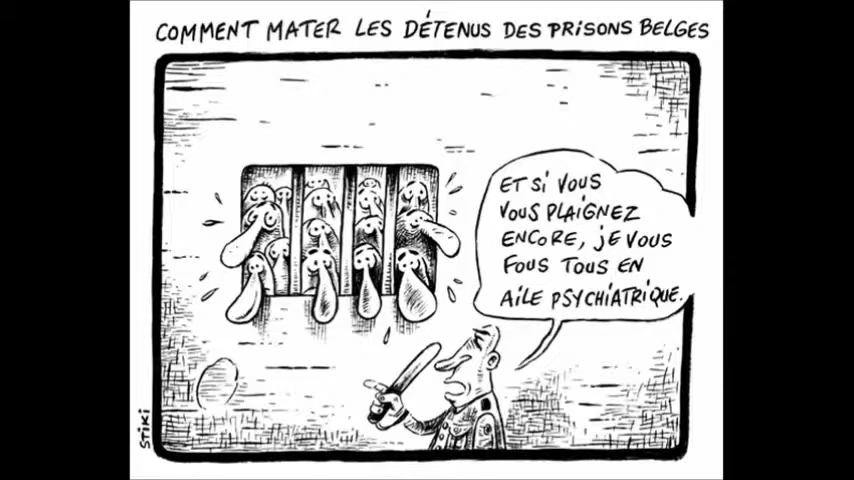 COMMENT MATER LES DÉTENUS DES PRISONS BELGES
ET SI VOUS
VOUS PLAIGNEZ
ENCORE, JE VOUS
FOUS TOUS EN
AILE PSYCHIATRIQUE.
STIKI